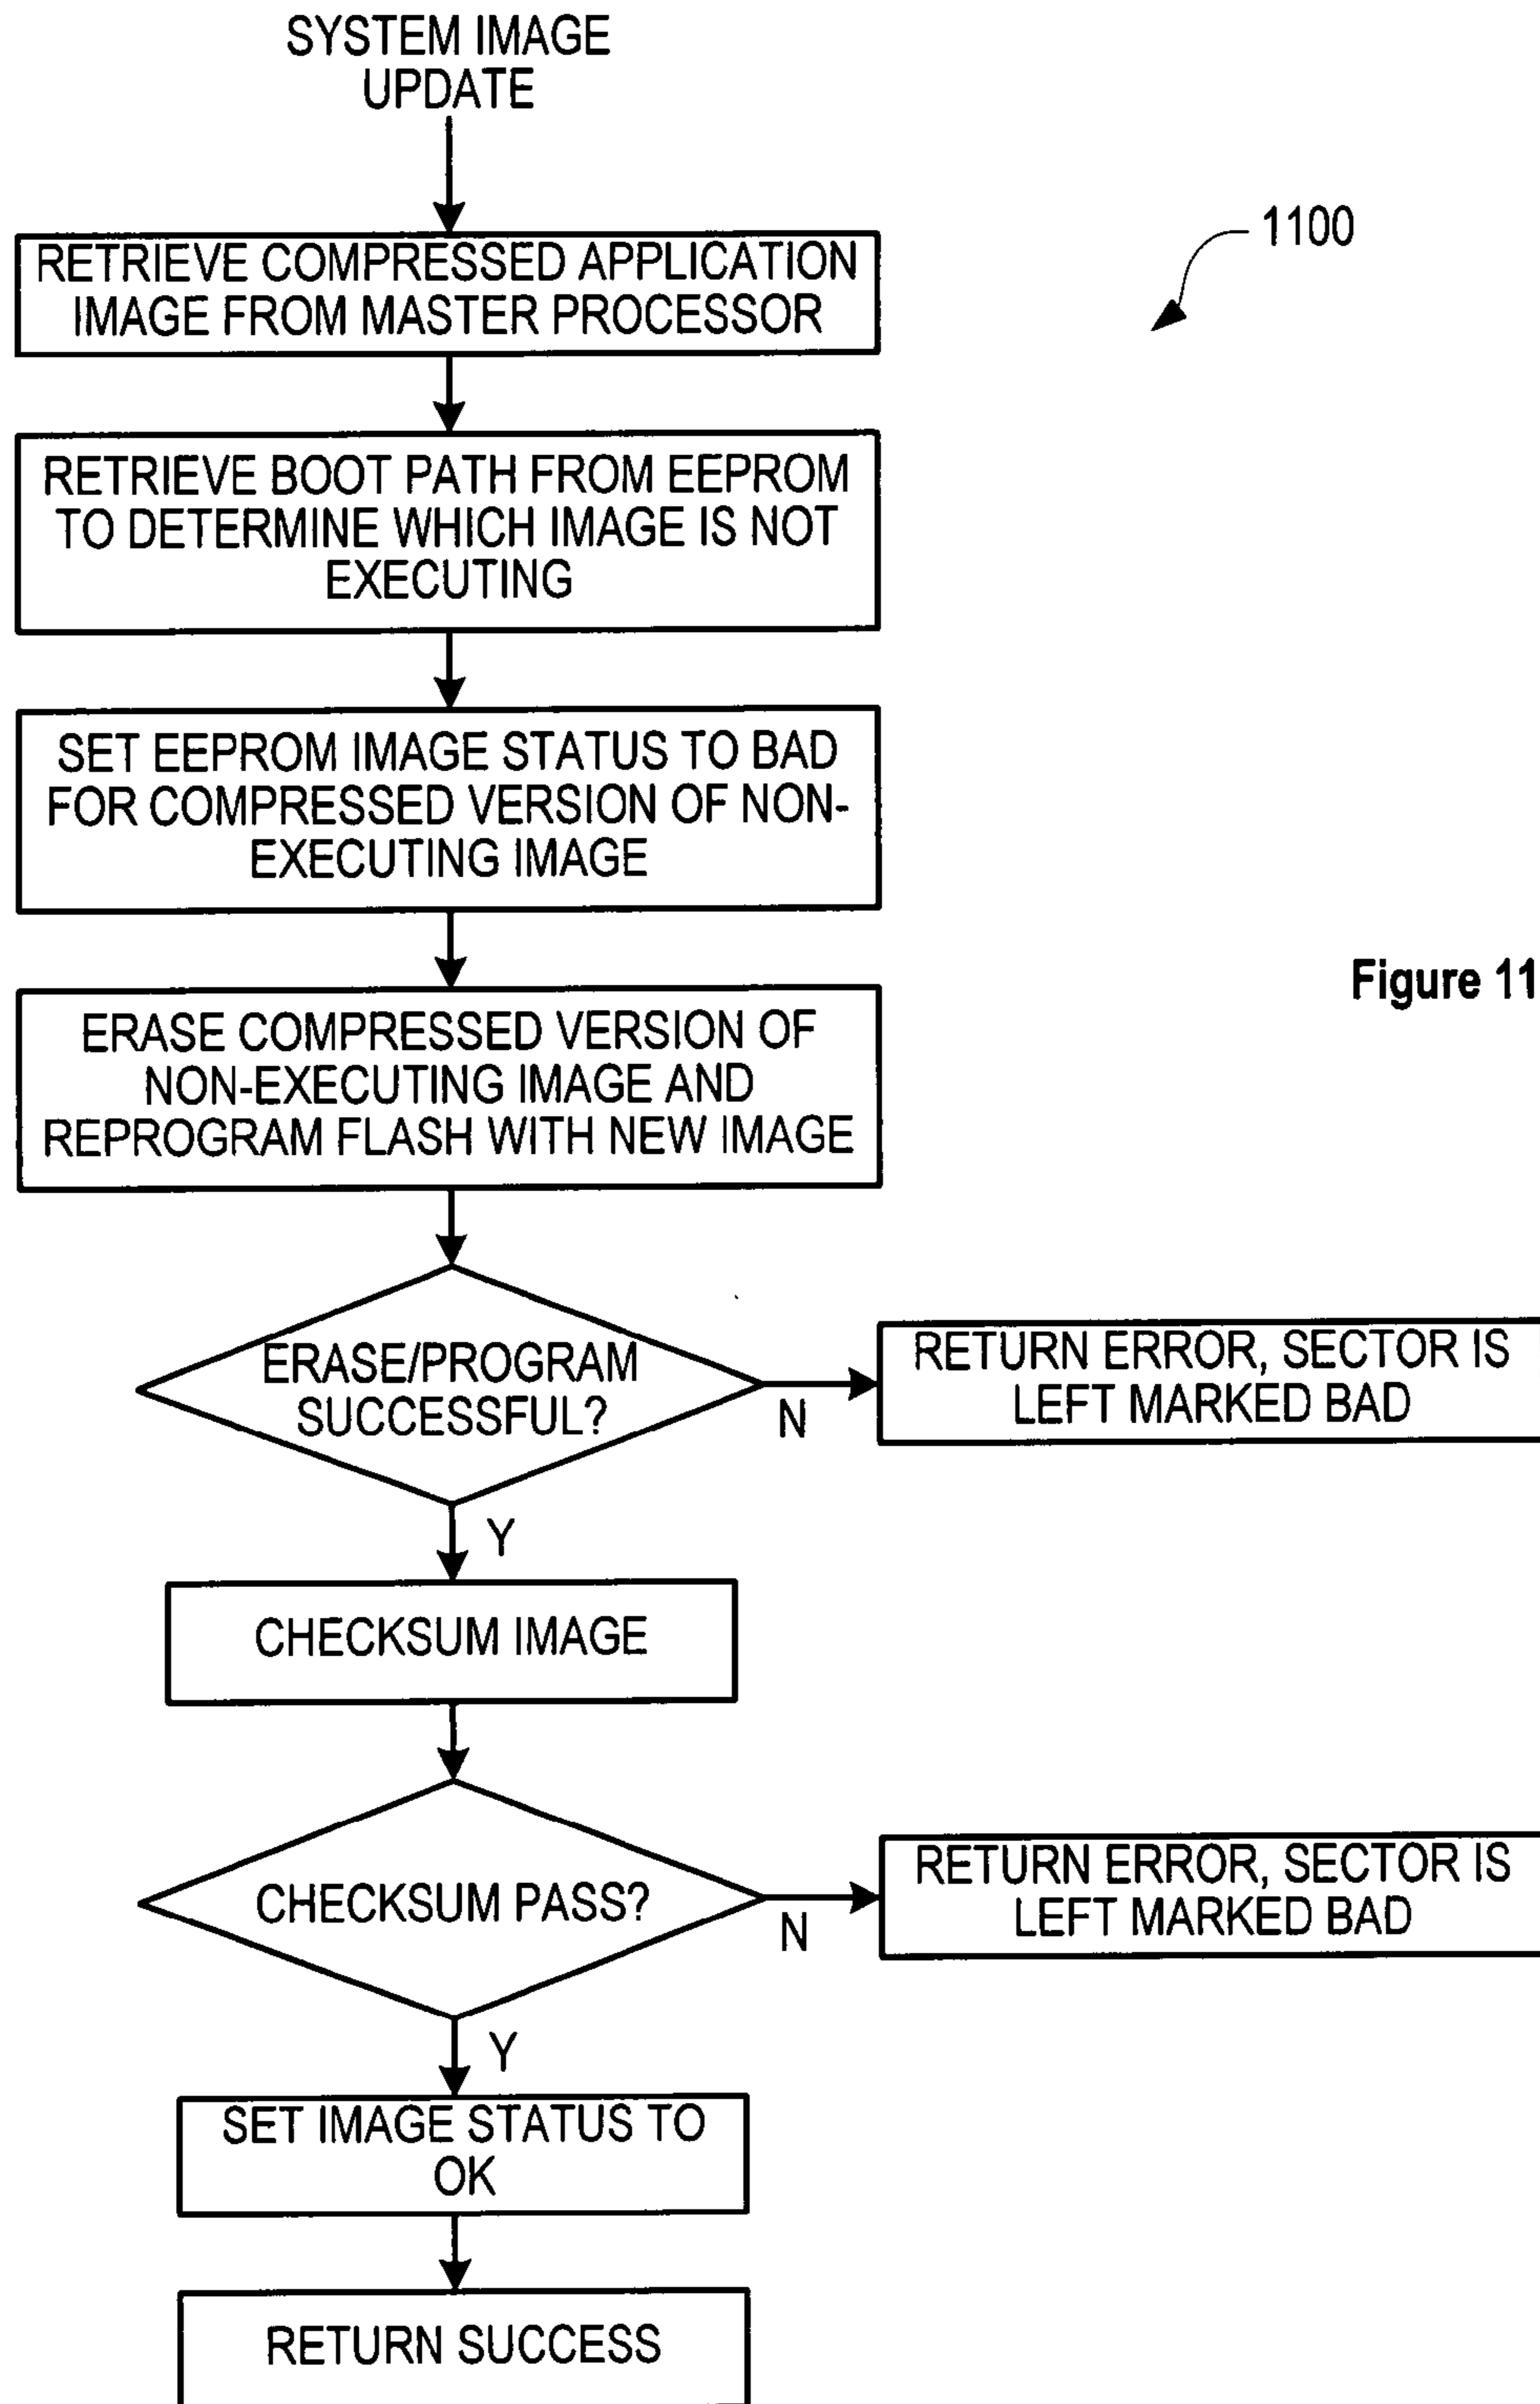 SYSTEM IMAGE
UPDATE
1100
RETRIEVE COMPRESSED APPLICATION
IMAGE FROM MASTER PROCESSOR
RETRIEVE BOOT PATH FROM EEPROM
TO DETERMINE WHICH IMAGE IS NOT
EXECUTING
SET EEPROM IMAGE STATUS TO BAD
FOR COMPRESSED VERSION OF NON-
EXECUTING IMAGE
Figure 11
ERASE COMPRESSED VERSION OF
NON-EXECUTING IMAGE AND
REPROGRAM FLASH WITH NEW IMAGE
ERASE/PROGRAM
SUCCESSFUL?
N
RETURN ERROR, SECTOR IS
LEFT MARKED BAD
Y
CHECKSUM IMAGE
CHECKSUM PASS?
N
RETURN ERROR, SECTOR IS
LEFT MARKED BAD
Y
SET IMAGE STATUS TO
OK
RETURN SUCCESS